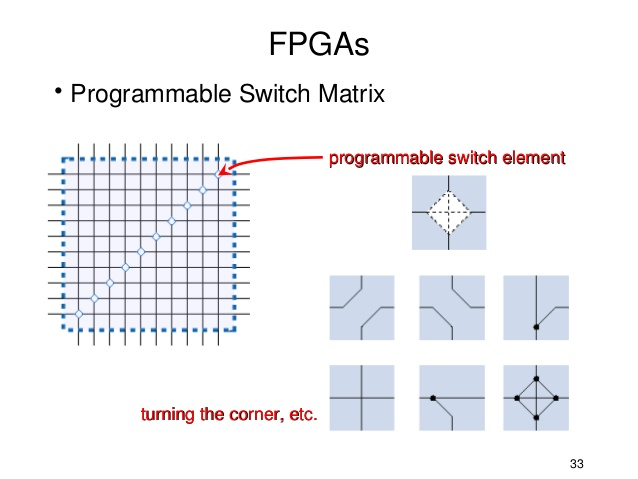 FPGAs
• Programmable Switch Matrix
programmable switch element
turning the corner, etc.
33